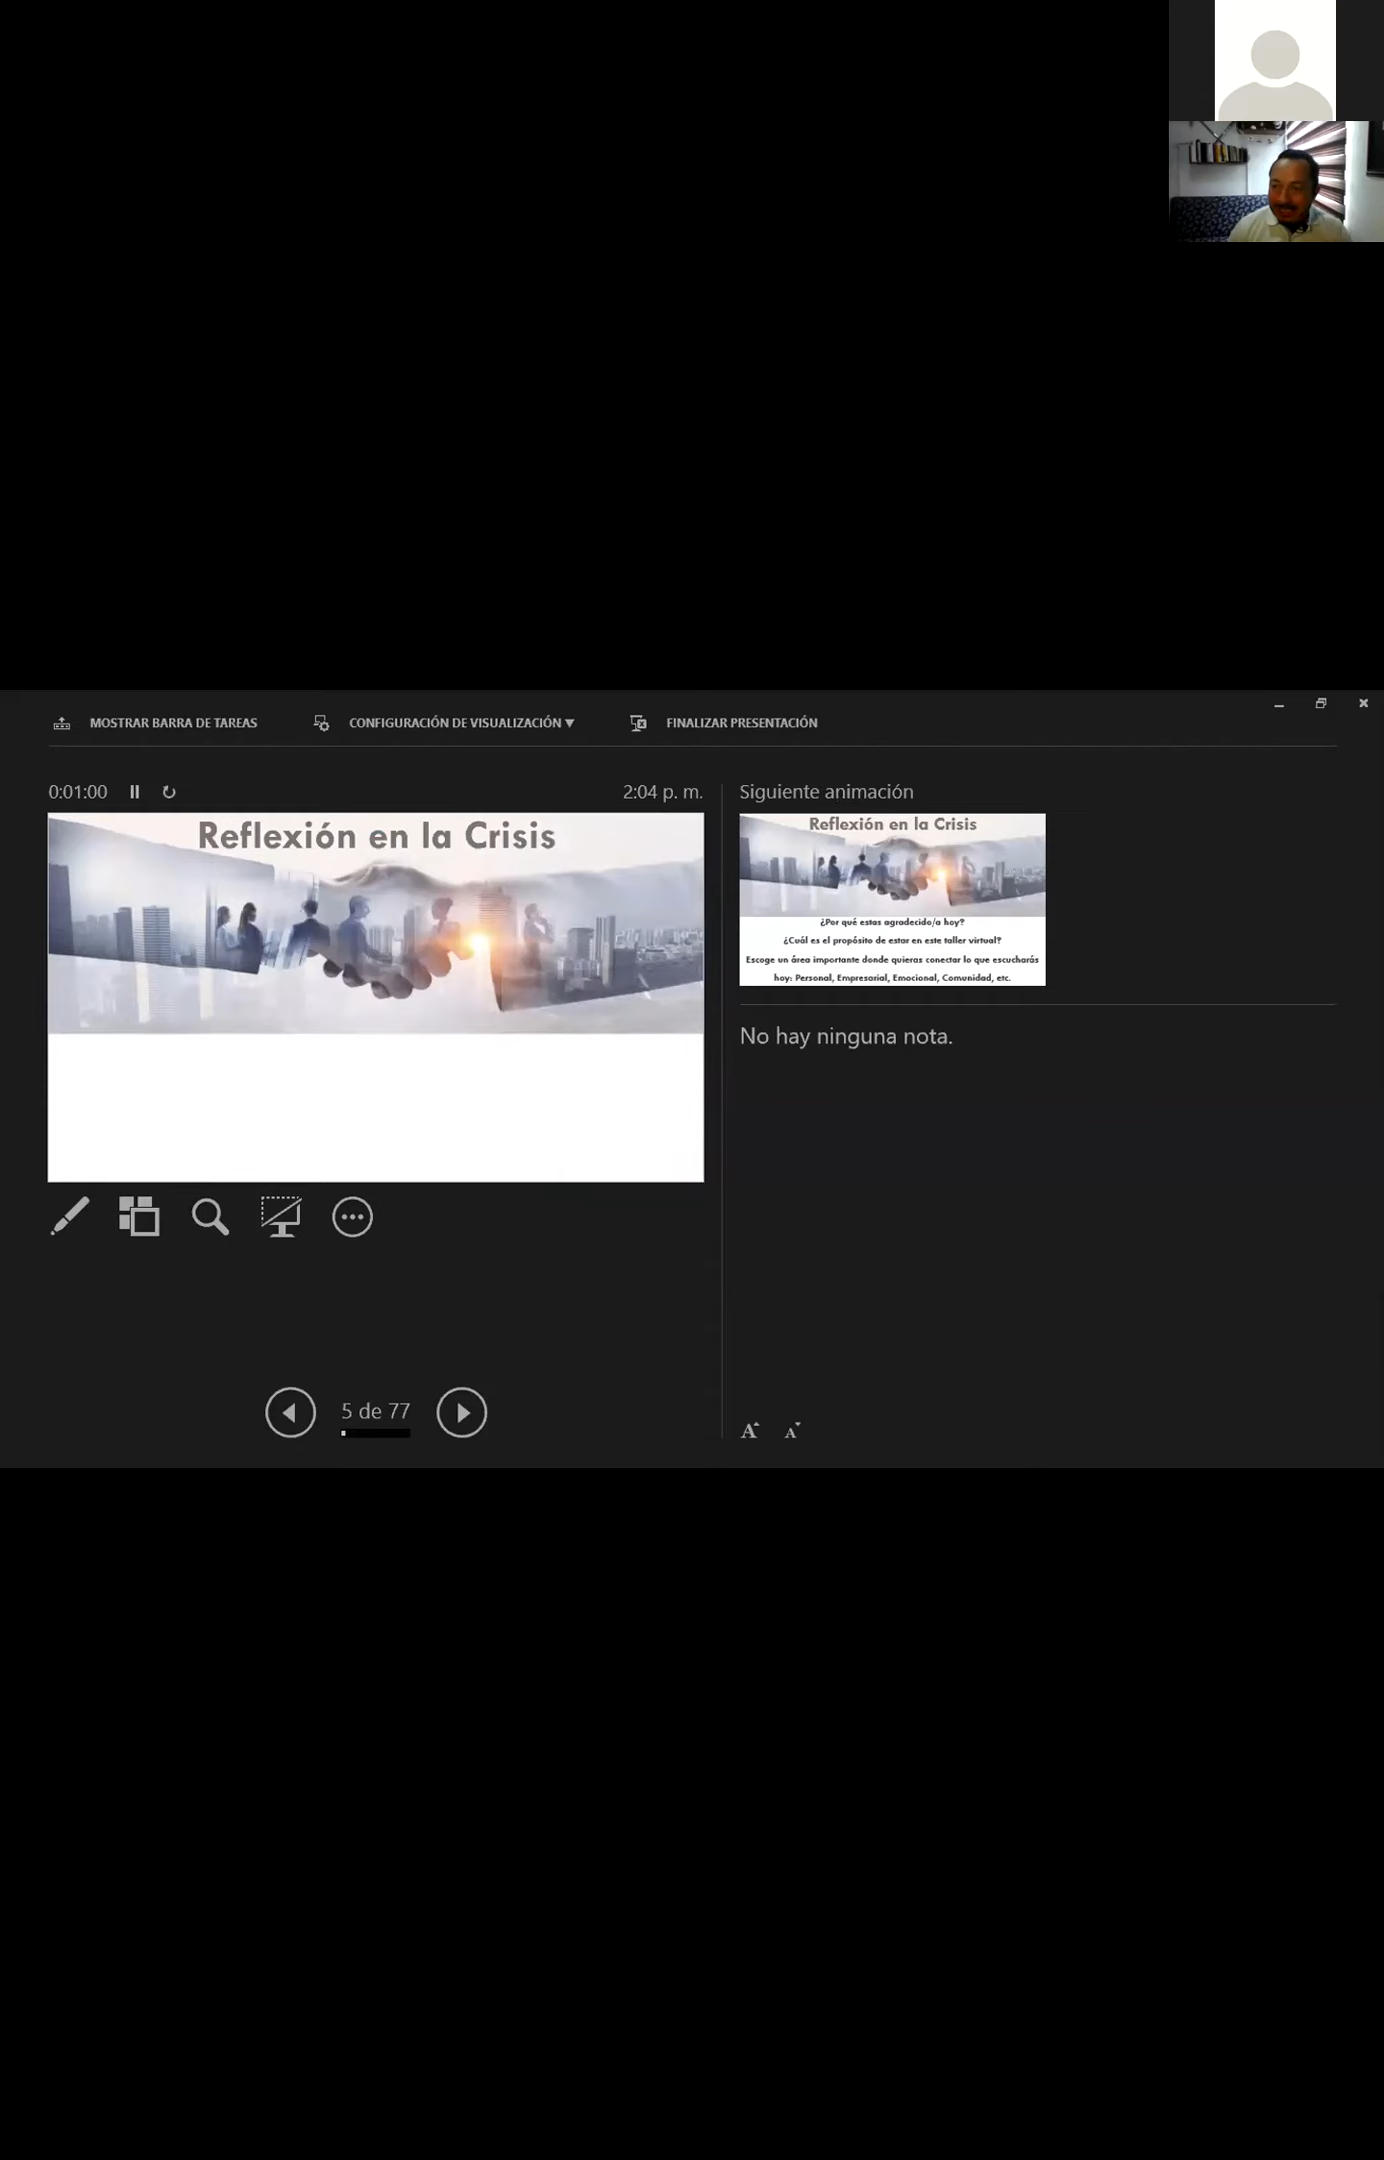 MOSTRAR BARRA DE TAREAS
CONFIGURACIÓN DE VISUALIZACIÓN ▼
FINALIZAR PRESENTACIÓN
0:01:00
2:04 p. m.
Reflexión en la Crisis
5 de 77
Siguiente animación
Reflexión en la Crisis
¿Por qué estas agradecido/a hoy?
¿Cuál es el propósito de estar en este taller virtual?
Escoge un área importante donde quieras conectar lo que escucharás
hoy: Personal, Empresarial, Emocional, Comunidad, etc.
No hay ninguna nota.
A A